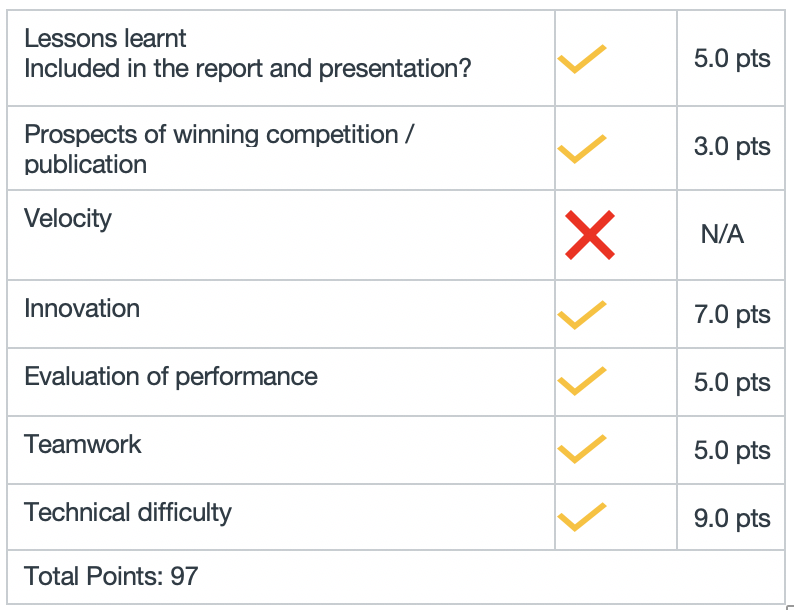 Lessons learnt
Included in the report and presentation?
5.0 pts
Prospects of winning competition /
publication
3.0 pts
Velocity
N/A
Innovation
7.0 pts
Evaluation of performance
5.0 pts
Teamwork
5.0 pts
Technical difficulty
9.0 pts
Total Points: 97